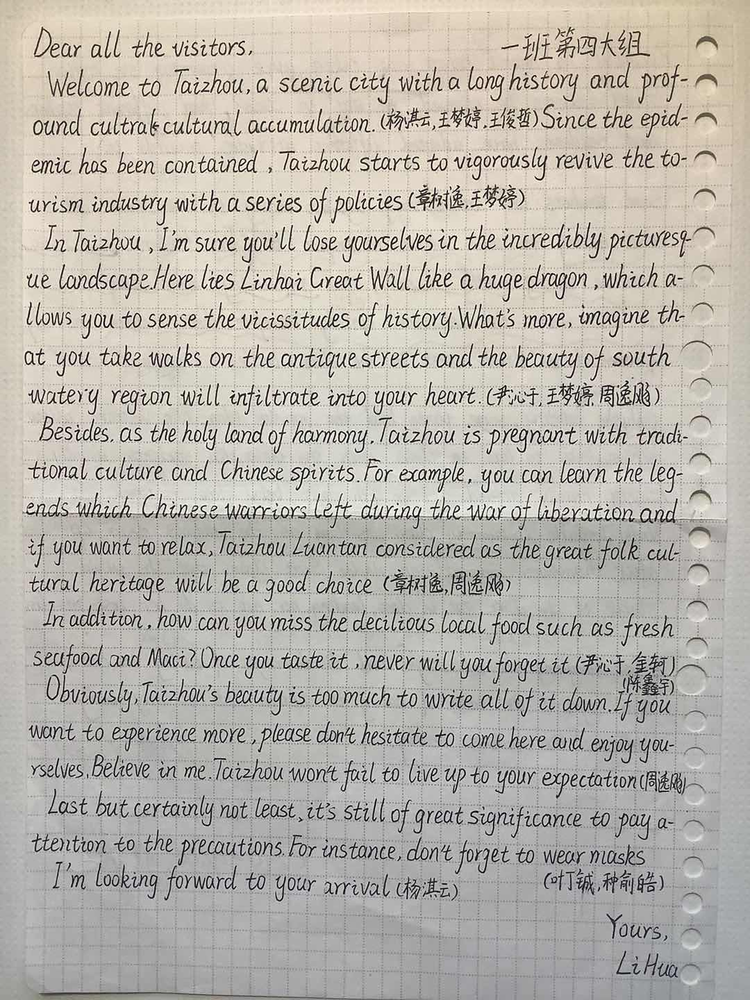 Dear all the visitors,
一班第四大组
Welcome to Taizhou, a scenic city with a long history and prof-
ound cultral cultural accumulation. (杨淇云,王梦婷,王俊哲) Since the epid-
emic has been contained, Taizhou starts to vigorously revive the to-
urism industry with a series of policies (章树逸,王梦婷)
In Taizhou, I'm sure you'll lose yourselves in the incredibly picturesq-
ue landscape. Here lies Linhai Great Wall like a huge dragon, which a-
llows you to sense the vicissitudes of history. What's more, imagine th-
at you take walks on the antique streets and the beauty of south
watery region will infiltrate into your heart. (尹沁于,王梦婷,周逸飏)
Besides, as the holy land of harmony, Taizhou is pregnant with tradi-
tional culture and Chinese spirits. For example, you can learn the leg-
ends which Chinese warriors left during the war of liberation and
if you want to relax, Taizhou Luantan considered as the great folk cul-
tural heritage will be a good choice (章树逸,周逸飏)
In addition, how can you miss the decilious local food such as fresh
seafood and Maci? Once you taste it, never will you forget it (尹沁于,金轲)
(陈鑫宇)
Obviously, Taizhou's beauty is too much to write all of it down. If you
want to experience more, please don't hesitate to come here and enjoy you-
rselves. Believe in me. Taizhou won't fail to live up to your expectation (周逸飏)
Last but certainly not least, it's still of great significance to pay a-
ttention to the precautions. For instance, don't forget to wear masks
(叶丁铖,种俞皓)
I'm looking forward to your arrival (杨淇云)
Yours,
Li Hua